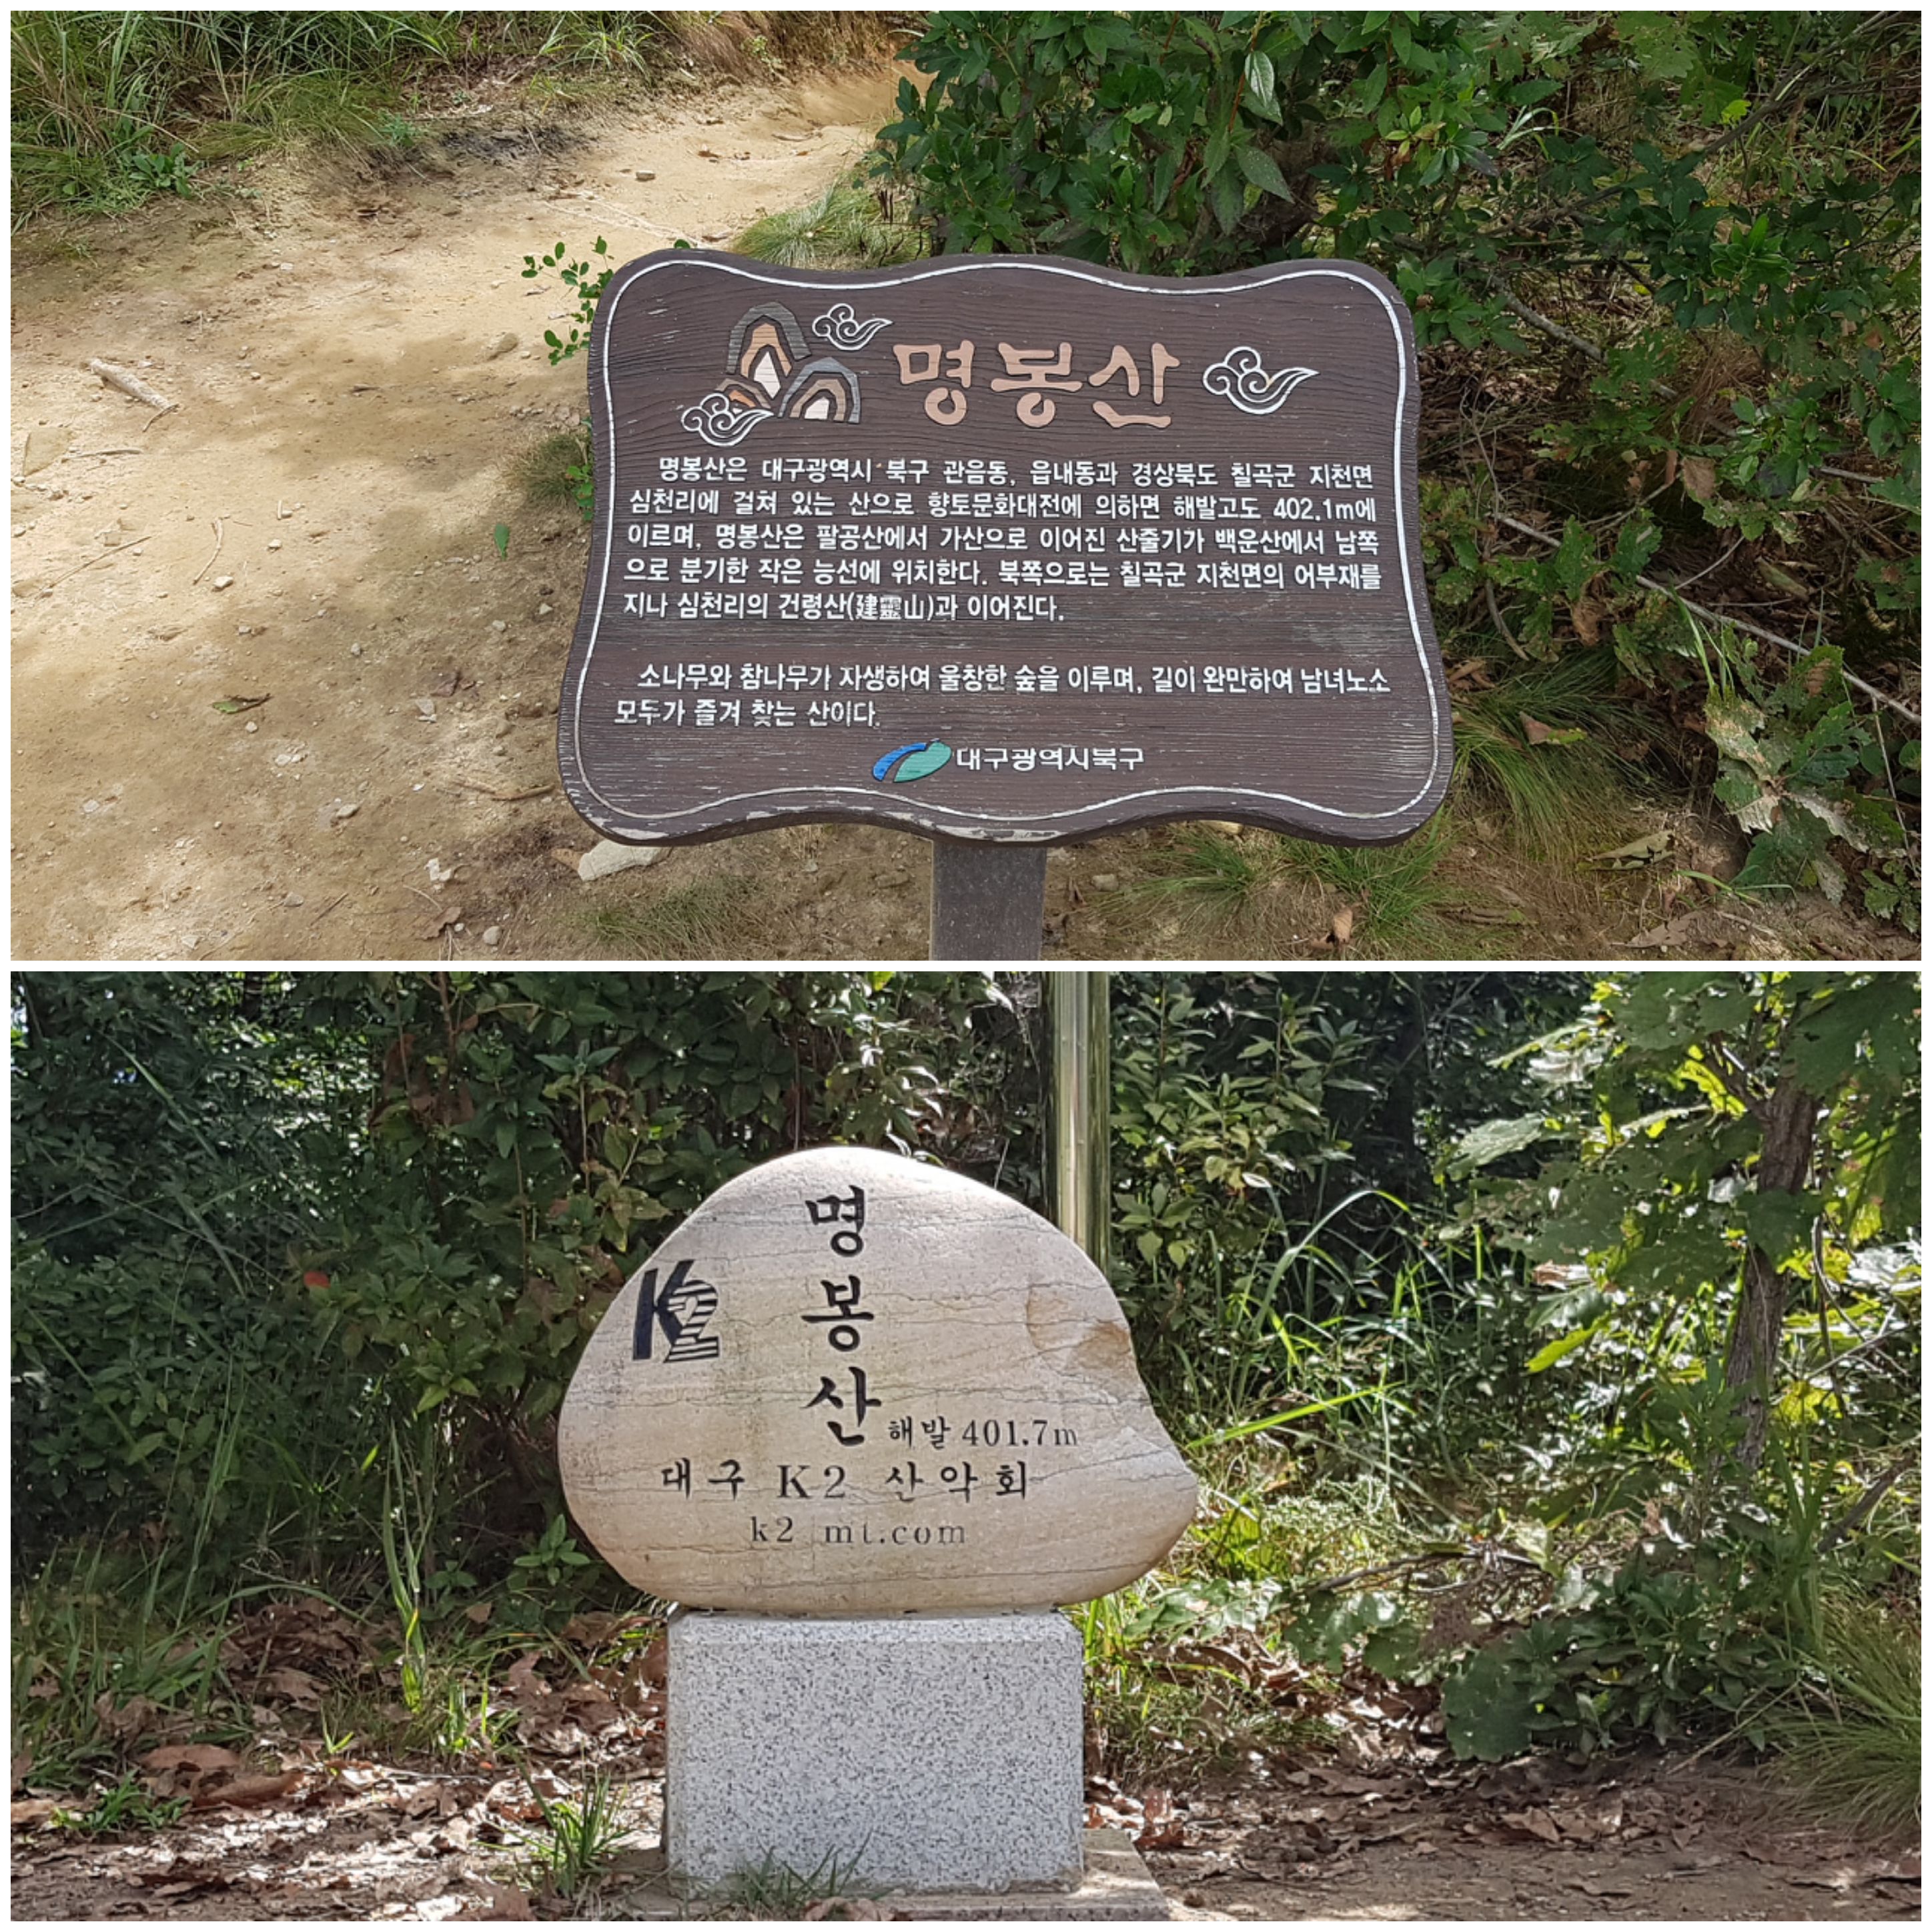 명봉산
명봉산은 대구광역시 북구 관음동, 읍내동과 경상북도 칠곡군 지천면
심천리에 걸쳐 있는 산으로 향토문화대전에 의하면 해발고도 402.1m에
이르며, 명봉산은 팔공산에서 가산으로 이어진 산줄기가 백운산에서 남쪽
으로 분기한 작은 능선에 위치한다. 북쪽으로는 칠곡군 지천면의 어부재를
지나 심천리의 건령산(建靈山)과 이어진다.
소나무와 참나무가 자생하여 울창한 숲을 이루며, 길이 완만하여 남녀노소
모두가 즐겨 찾는 산이다.
대구광역시북구
명
봉
산
K2
해발 401.7m
대구 K2 산악회
k2 mt.com